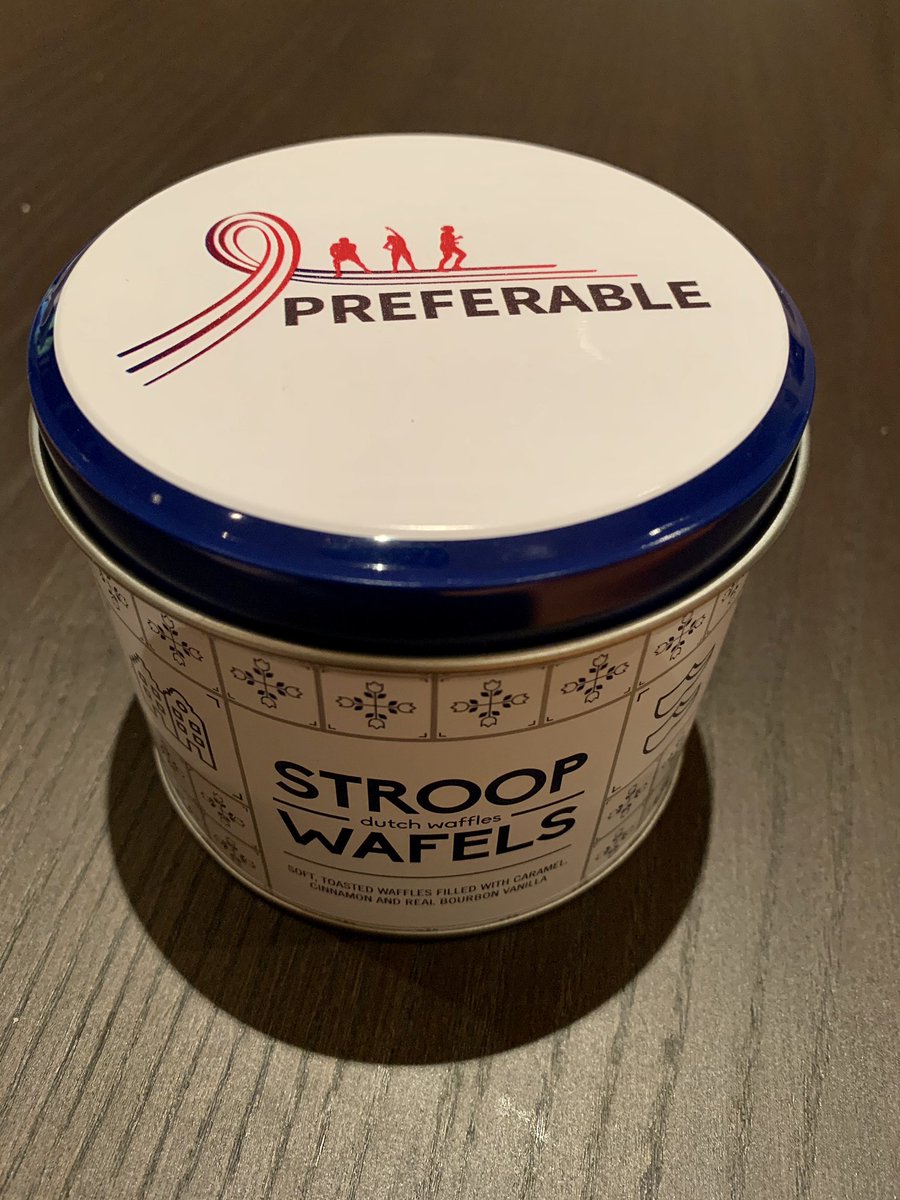 PREFERABLE
STROOP
dutch waffles
WAFELS
SOFT, TOASTED WAFFLES FILLED WITH CARAMEL,
CINNAMON AND REAL BOURBON VANILLA